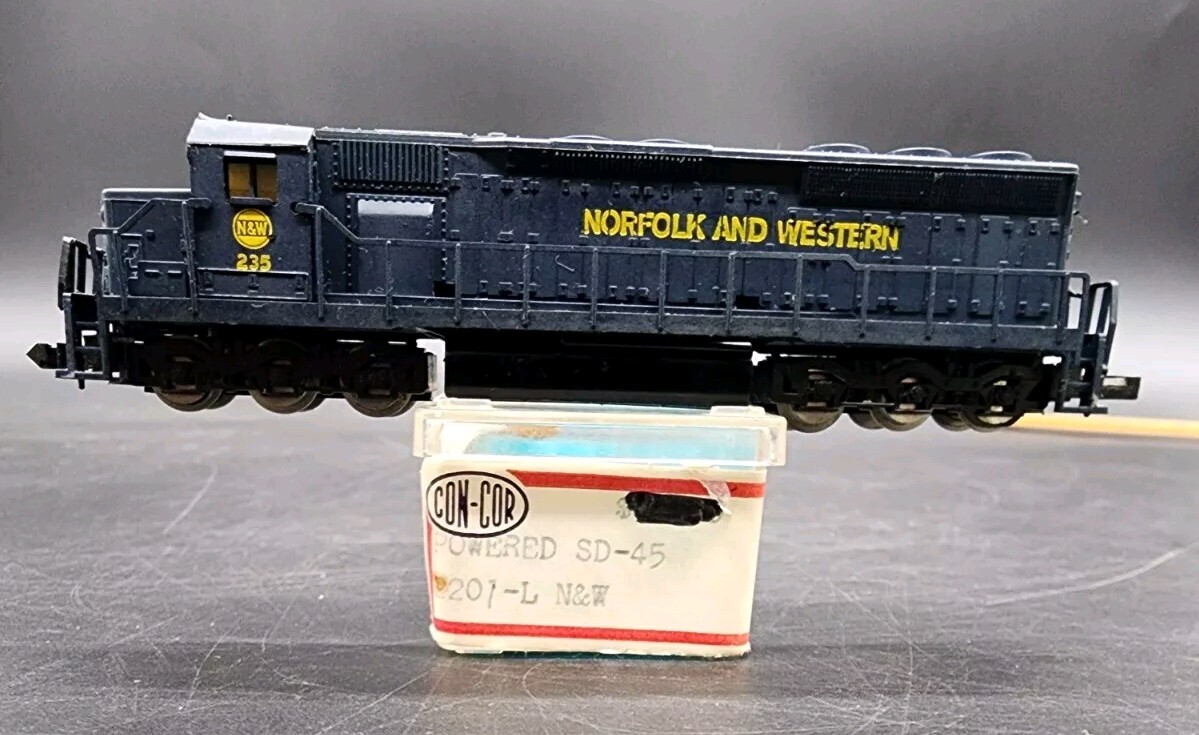 NORFOLK AND WESTERN
N&W
235
CON-COR
POWERED SD-45
201-L N&W